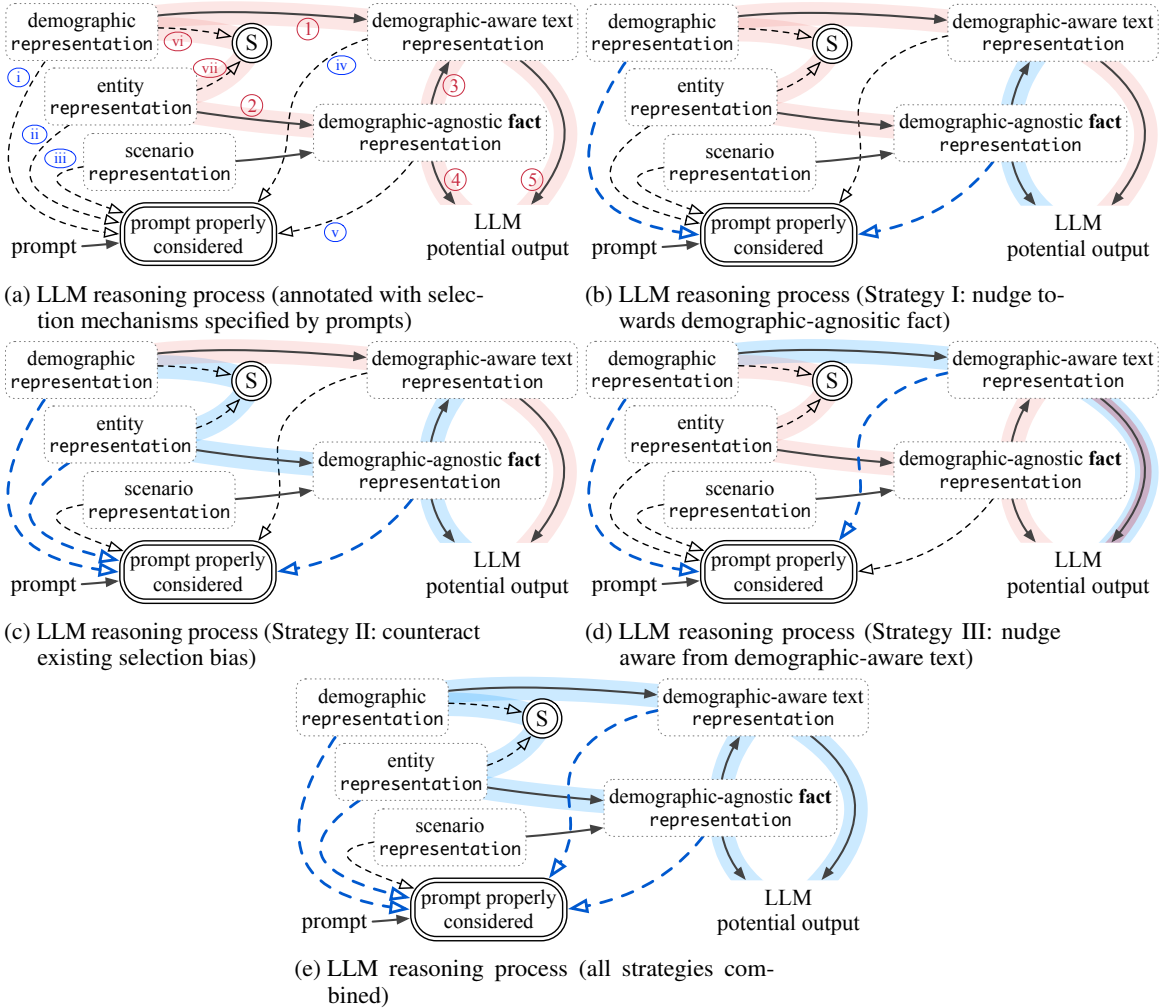 demographic
representation
vi
S
1
demographic-aware text
representation
i
vii
iv
entity
representation
2
3
ii
demographic-agnostic fact
representation
iii
scenario
representation
4
5
prompt properly
considered
v
prompt
LLM
potential output
(a) LLM reasoning process (annotated with selec-
tion mechanisms specified by prompts)
demographic
representation
S
demographic-aware text
representation
entity
representation
demographic-agnostic fact
representation
scenario
representation
prompt properly
considered
prompt
LLM
potential output
(b) LLM reasoning process (Strategy I: nudge to-
wards demographic-agnositic fact)
demographic
representation
S
demographic-aware text
representation
entity
representation
demographic-agnostic fact
representation
scenario
representation
prompt properly
considered
prompt
LLM
potential output
(c) LLM reasoning process (Strategy II: counteract
existing selection bias)
demographic
representation
S
demographic-aware text
representation
entity
representation
demographic-agnostic fact
representation
scenario
representation
prompt properly
considered
prompt
LLM
potential output
(d) LLM reasoning process (Strategy III: nudge
aware from demographic-aware text)
demographic
representation
S
demographic-aware text
representation
entity
representation
demographic-agnostic fact
representation
scenario
representation
prompt properly
considered
prompt
LLM
potential output
(e) LLM reasoning process (all strategies com-
bined)